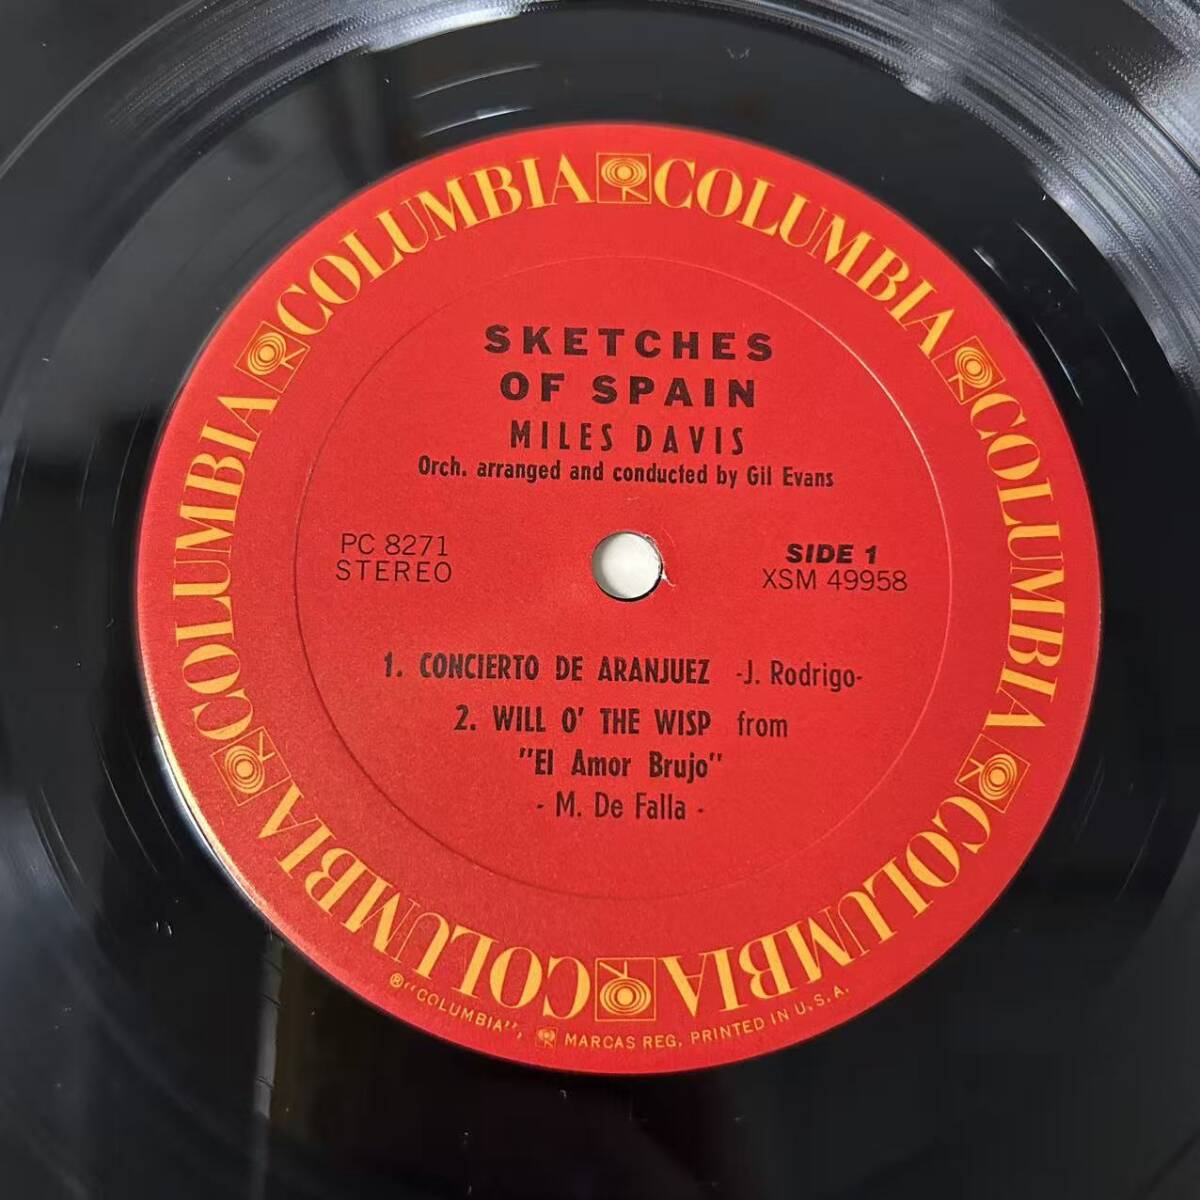 COLUMBIA COLUMBIA COLUMBIA COLUMBIA COLUMBIA COLUMBIA
SKETCHES
OF SPAIN
MILES DAVIS
Orch. arranged and conducted by Gil Evans
PC 8271
STEREO
SIDE 1
XSM 49958
1. CONCIERTO DE ARANJUEZ -J. Rodrigo-
2. WILL O' THE WISP from
"El Amor Brujo"
- M. De Falla -
®"COLUMBIA", MARCAS REG. PRINTED IN U.S.A.